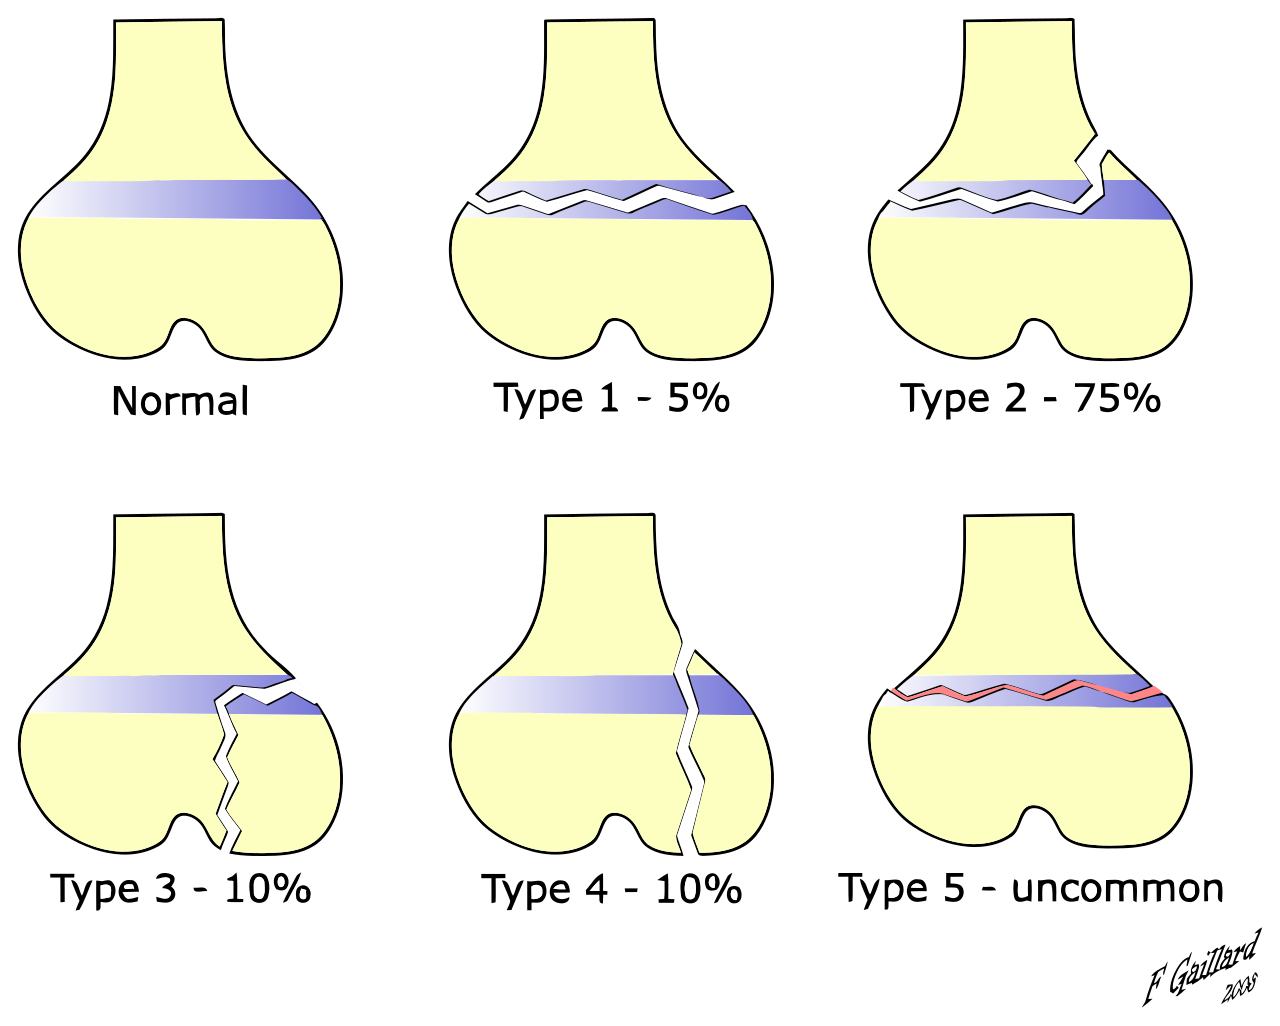 Normal
Type 1 - 5%
Type 2 - 75%
Type 3 - 10%
Type 4 - 10%
Type 5 - uncommon
F Gaillard
2008